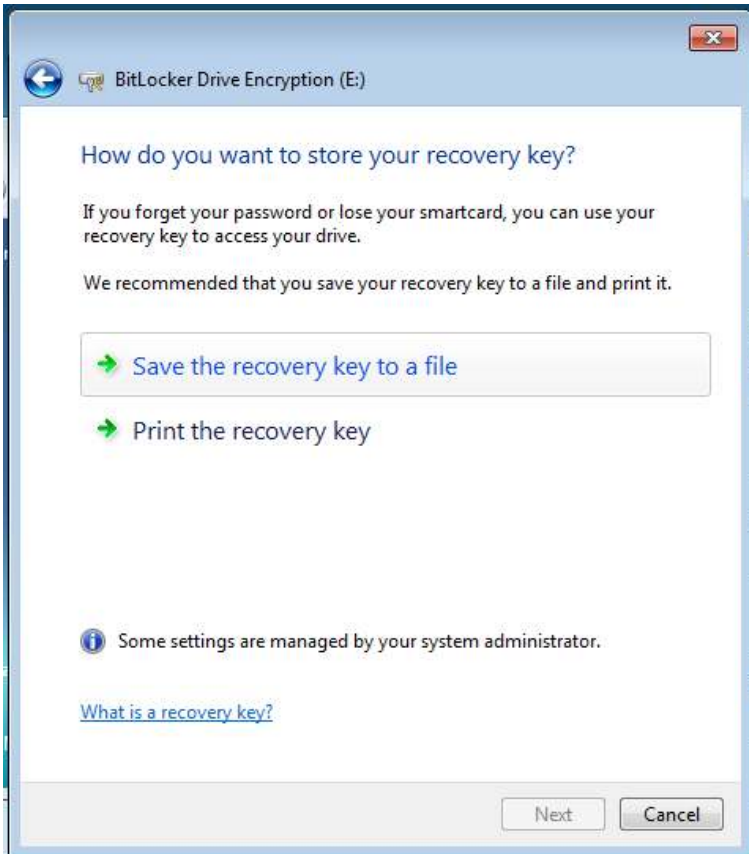 BitLocker Drive Encryption (E:)
How do you want to store your recovery key?
If you forget your password or lose your smartcard, you can use your
recovery key to access your drive.
We recommended that you save your recovery key to a file and print it.
Save the recovery key to a file
Print the recovery key
Some settings are managed by your system administrator.
What is a recovery key?
Next
Cancel